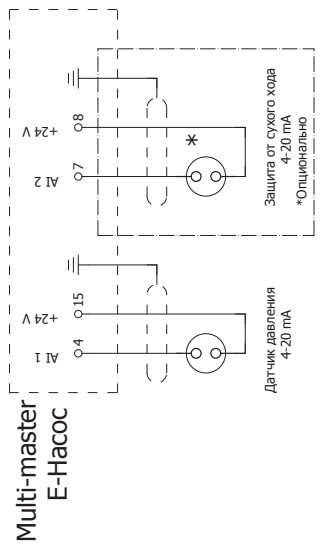 Multi-master
E-Насос
AI 1
+24 V
AI 2
+24 V
4
15
7
8
*
Датчик давления
4-20 mA
Защита от сухого хода
4-20 mA
*Опционально